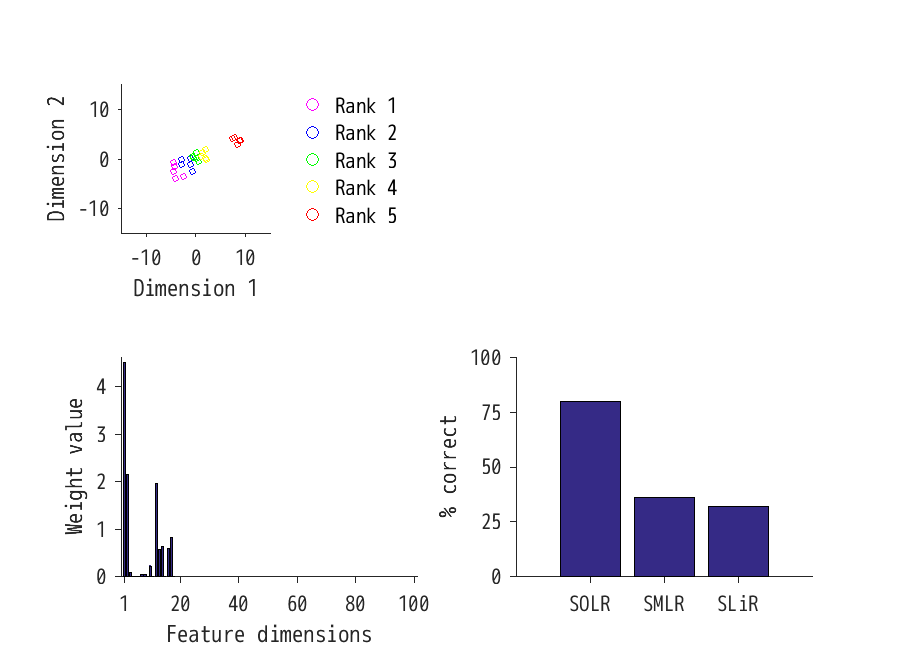 Dimension 2
10
0
-10
-10 0 10
Dimension 1
Rank 1
Rank 2
Rank 3
Rank 4
Rank 5
Weight value
4
3
2
1
0
1 20 40 60 80 100
Feature dimensions
% correct
100
75
50
25
0
SOLR SMLR SLiR